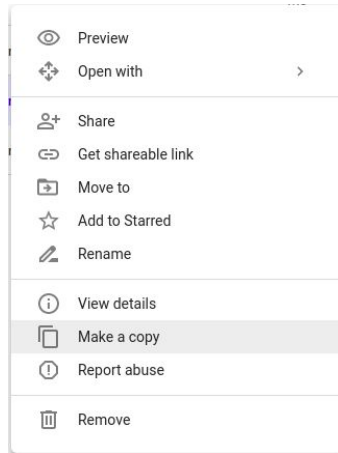 Preview
Open with
Share
Get shareable link
Move to
Add to Starred
Rename
View details
Make a copy
Report abuse
Remove